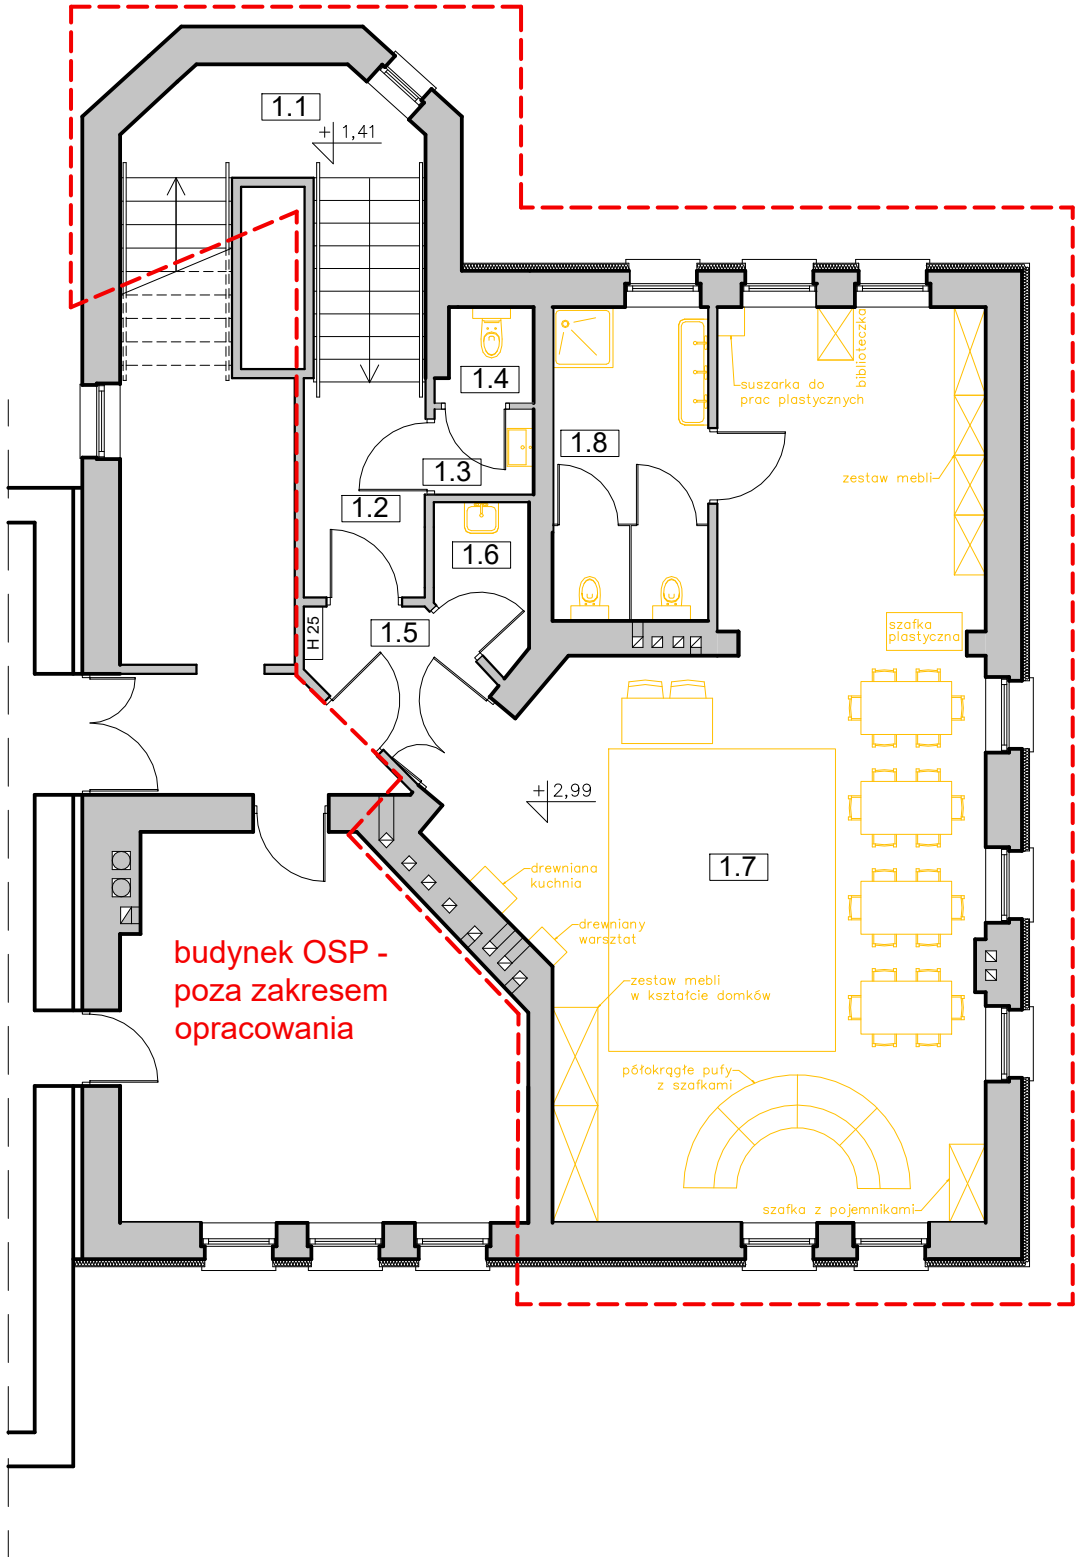 1.1
+ 1,41
1.4
suszarka do
prac plastycznych
biblioteczka
1.8
1.3
zestaw mebli
1.2
1.6
H 25
1.5
szafka
plastyczna
+ 2,99
drewniana
kuchnia
1.7
drewniany
warsztat
budynek OSP -
poza zakresem
opracowania
zestaw mebli
w kształcie domków
półokrągłe pufy
z szafkami
szafka z pojemnikami